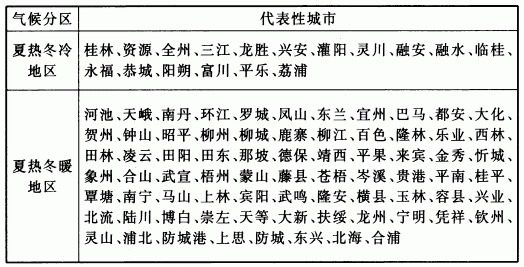 气候分区 代表性城市
夏热冬冷地区
桂林、资源、全州、三江、龙胜、兴安、灌阳、灵川、融安、融水、临桂、
永福、恭城、阳朔、富川、平乐、荔浦
夏热冬暖地区
河池、天峨、南丹、环江、罗城、凤山、东兰、宜州、巴马、都安、大化、
贺州、钟山、昭平、柳州、柳城、鹿寨、柳江、百色、隆林、乐业、西林、
田林、凌云、田阳、田东、那坡、德保、靖西、平果、来宾、金秀、忻城、
象州、合山、武宣、梧州、蒙山、藤县、苍梧、岑溪、贵港、平南、桂平、
覃塘、南宁、马山、上林、宾阳、武鸣、隆安、横县、玉林、容县、兴业、
北流、陆川、博白、崇左、天等、大新、扶绥、龙州、宁明、凭祥、钦州、
灵山、浦北、防城港、上思、防城、东兴、北海、合浦